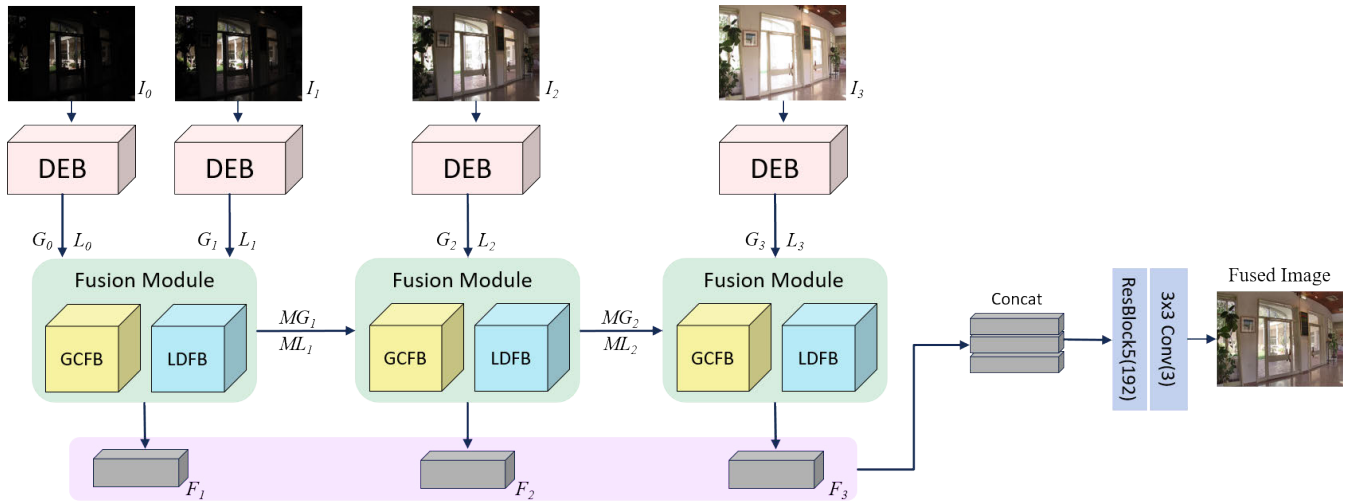 I0
I1
I2
I3
DEB
DEB
DEB
DEB
G0 L0
G1 L1
G2 L2
G3 L3
Fusion Module
GCFB
LDFB
MG1
ML1
Fusion Module
GCFB
LDFB
MG2
ML2
Fusion Module
GCFB
LDFB
F1
F2
F3
Concat
ResBlock5(192)
3x3 Conv(3)
Fused Image